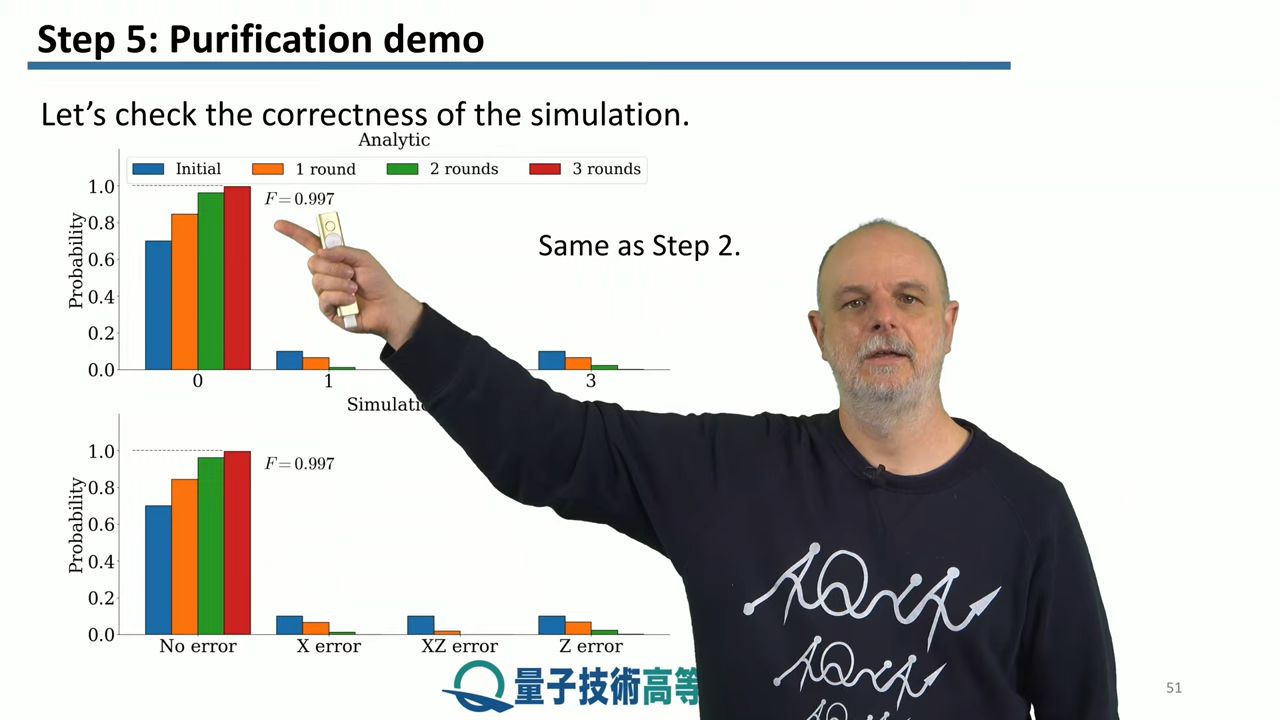 Step 5: Purification demo
Let's check the correctness of the simulation.
Analytic
Initial 1 round 2 rounds 3 rounds
F = 0.997
Probability
1.0
0.8
0.6
0.4
0.2
0.0
0 1 3
Same as Step 2.
F = 0.997
Probability
1.0
0.8
0.6
0.4
0.2
0.0
No error X error XZ error Z error
量子技術高等
51